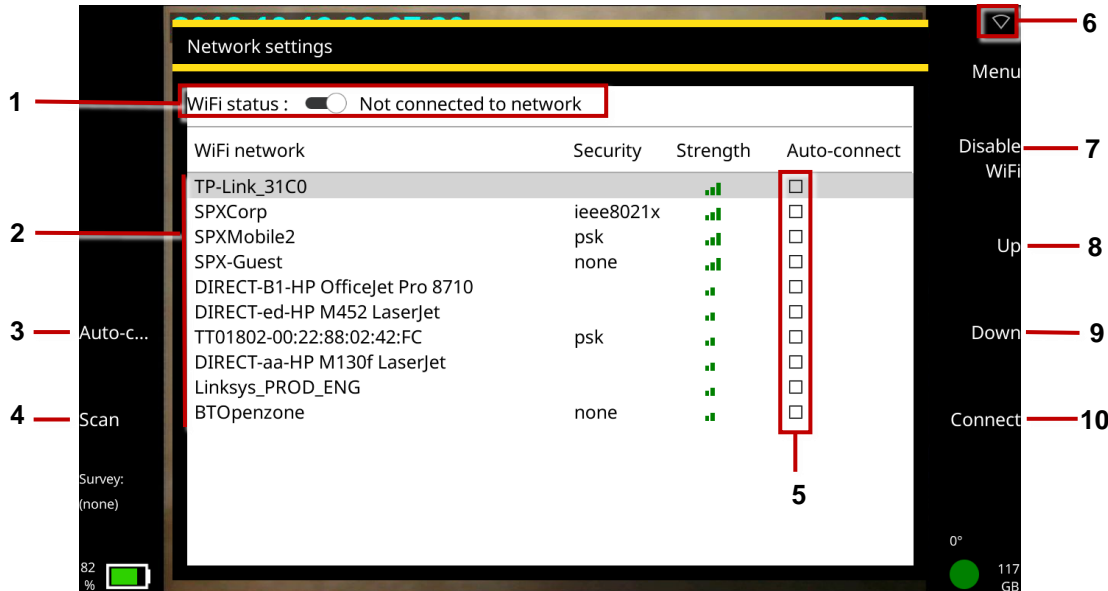 6
Network settings
Menu
1
WiFi status : Not connected to network
WiFi network Security Strength Auto-connect
Disable
WiFi
7
TP-Link_31C0
SPXCorp ieee8021x
2
SPXMobile2 psk
Up
8
SPX-Guest none
DIRECT-B1-HP OfficeJet Pro 8710
DIRECT-ed-HP M452 LaserJet
3
Auto-c...
TT01802-00:22:88:02:42:FC psk
Down
9
DIRECT-aa-HP M130f LaserJet
Linksys_PROD_ENG
4
Scan
BTOpenzone none
Connect
10
Survey:
(none)
5
0°
82
%
117
GB